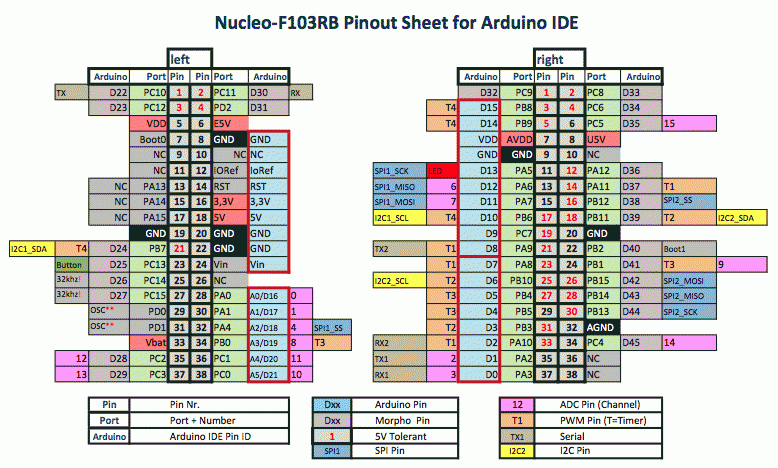 Nucleo-F103RB Pinout Sheet for Arduino IDE
left
right
Arduino Port Pin Pin Port Arduino
Arduino Port Pin Pin Port Arduino
TX D22 PC10 1 2 PC11 D30 RX
D23 PC12 3 4 PD2 D31
VDD 5 6 E5V
Boot0 7 8 GND GND
NC 9 10 NC NC
NC 11 12 IORef IoRef
NC PA13 13 14 RST RST
NC PA14 15 16 3,3V 3,3V
NC PA15 17 18 5V 5V
GND 19 20 GND GND
I2C1_SDA T4 D24 PB7 21 22 GND GND
Button D25 PC13 23 24 Vin Vin
32khz! D26 PC14 25 26 NC
32khz! D27 PC15 27 28 PA0 A0/D16 0
OSC** PD0 29 30 PA1 A1/D17 1
OSC** PD1 31 32 PA4 A2/D18 4 SPI1_SS
Vbat 33 34 PB0 A3/D19 8 T3
12 D28 PC2 35 36 PC1 A4/D20 11
13 D29 PC3 37 38 PC0 A5/D21 10
D32 PC9 1 2 PC8 D33
T4 D15 PB8 3 4 PC6 D34
T4 D14 PB9 5 6 PC5 D35 15
VDD AVDD 7 8 U5V
GND GND 9 10 NC
SPI1_SCK LED D13 PA5 11 12 PA12 D36
SPI1_MISO 6 D12 PA6 13 14 PA11 D37 T1
SPI1_MOSI 7 D11 PA7 15 16 PB12 D38 SPI2_SS
I2C1_SCL T4 D10 PB6 17 18 PB11 D39 T2 I2C2_SDA
D9 PC7 19 20 GND
TX2 T1 D8 PA9 21 22 PB2 D40 Boot1
T1 D7 PA8 23 24 PB1 D41 T3 9
I2C2_SCL T2 D6 PB10 25 26 PB15 D42 SPI2_MOSI
T3 D5 PB4 27 28 PB14 D43 SPI2_MISO
T3 D4 PB5 29 30 PB13 D44 SPI2_SCK
T2 D3 PB3 31 32 AGND
RX2 T1 D2 PA10 33 34 PC4 D45 14
TX1 2 D1 PA2 35 36 NC
RX1 3 D0 PA3 37 38 NC
Pin Pin Nr.
Port Port + Number
Arduino Arduino IDE Pin ID
Dxx Arduino Pin
Dxx Morpho Pin
1 5V Tolerant
SPI1 SPI Pin
12 ADC Pin (Channel)
T1 PWM Pin (T=Timer)
TX1 Serial
I2C2 I2C Pin